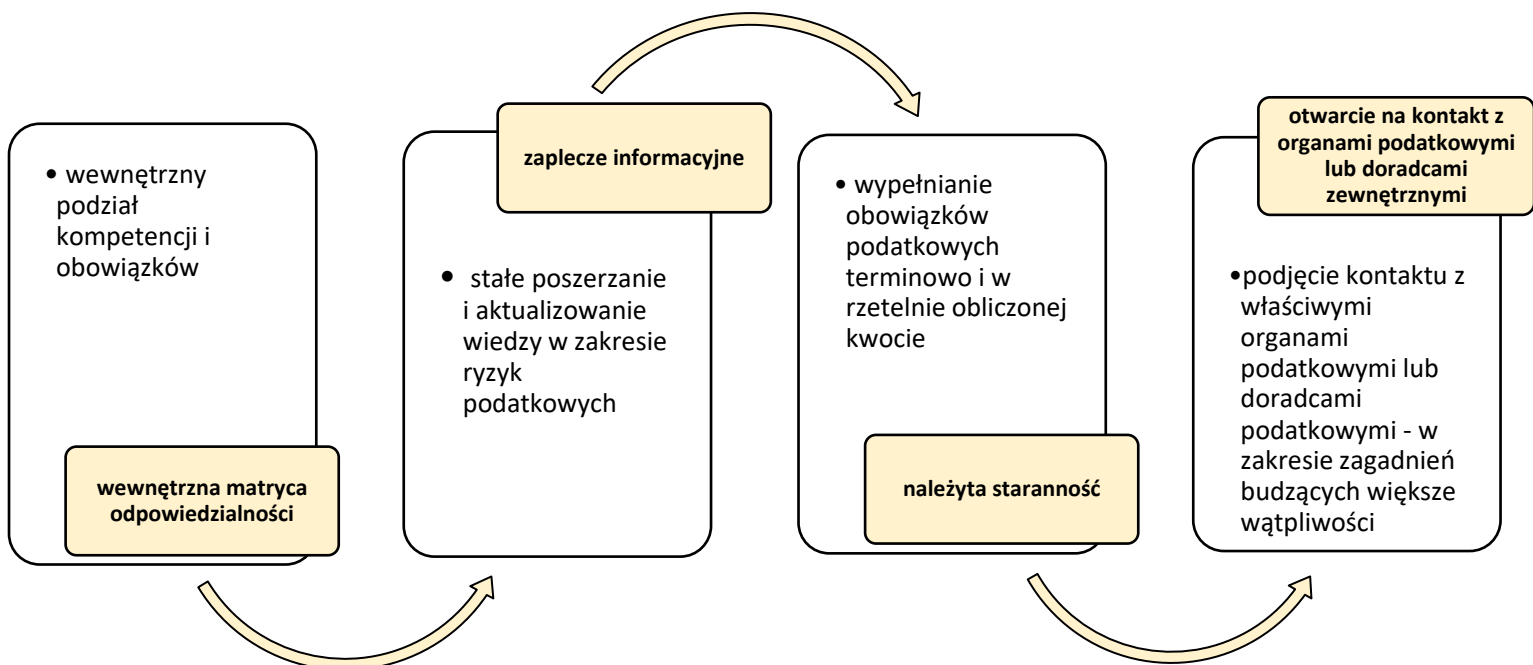 • wewnętrzny
podział
kompetencji i
obowiązków
wewnętrzna matryca
odpowiedzialności
zaplecze informacyjne
• stałe poszerzanie
i aktualizowanie
wiedzy w zakresie
ryzyk
podatkowych
• wypełnianie
obowiązków
podatkowych
terminowo i w
rzetelnie obliczonej
kwocie
należyta staranność
otwarcie na kontakt z
organami podatkowymi
lub doradcami
zewnętrznymi
•podjęcie kontaktu z
właściwymi
organami
podatkowymi lub
doradcami
podatkowymi - w
zakresie zagadnień
budzących większe
wątpliwości